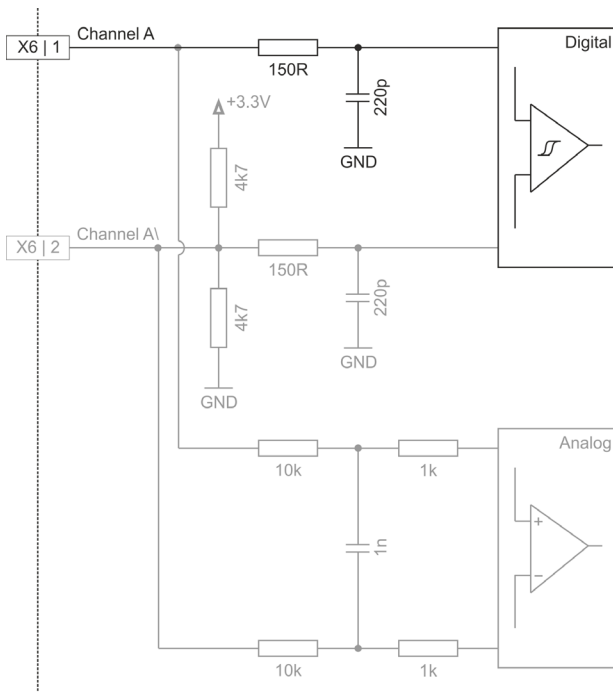 X6 | 1
Channel A
Digital
150R
220p
GND
+3.3V
4k7
X6 | 2
Channel A\
150R
4k7
220p
GND
GND
Analog
10k
1k
+
1n
−
10k
1k